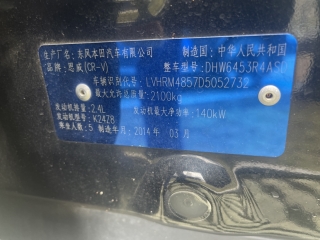 生产厂名：东风本田汽车有限公司 制造国：中华人民共和国
品牌：思威(CR-V) 整车型号：DHW6453R4ASC
车辆识别代号：LVHRM4857D5052732
最大允许总质量：2100kg
发动机排量：2.4L 发动机最大净功率：140kW
发动机型号：K24Z8
乘坐人数：5 制造年月：2014年 03月